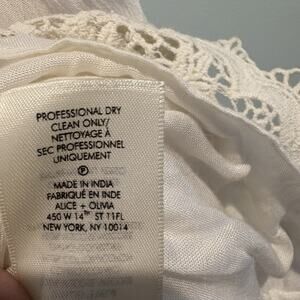 PROFESSIONAL DRY
CLEAN ONLY/
NETTOYAGE À
SEC PROFESSIONNEL
UNIQUEMENT
P
MADE IN INDIA
FABRIQUÉ EN INDE
ALICE + OLIVIA
450 W 14TH ST 11FL
NEW YORK, NY 10014